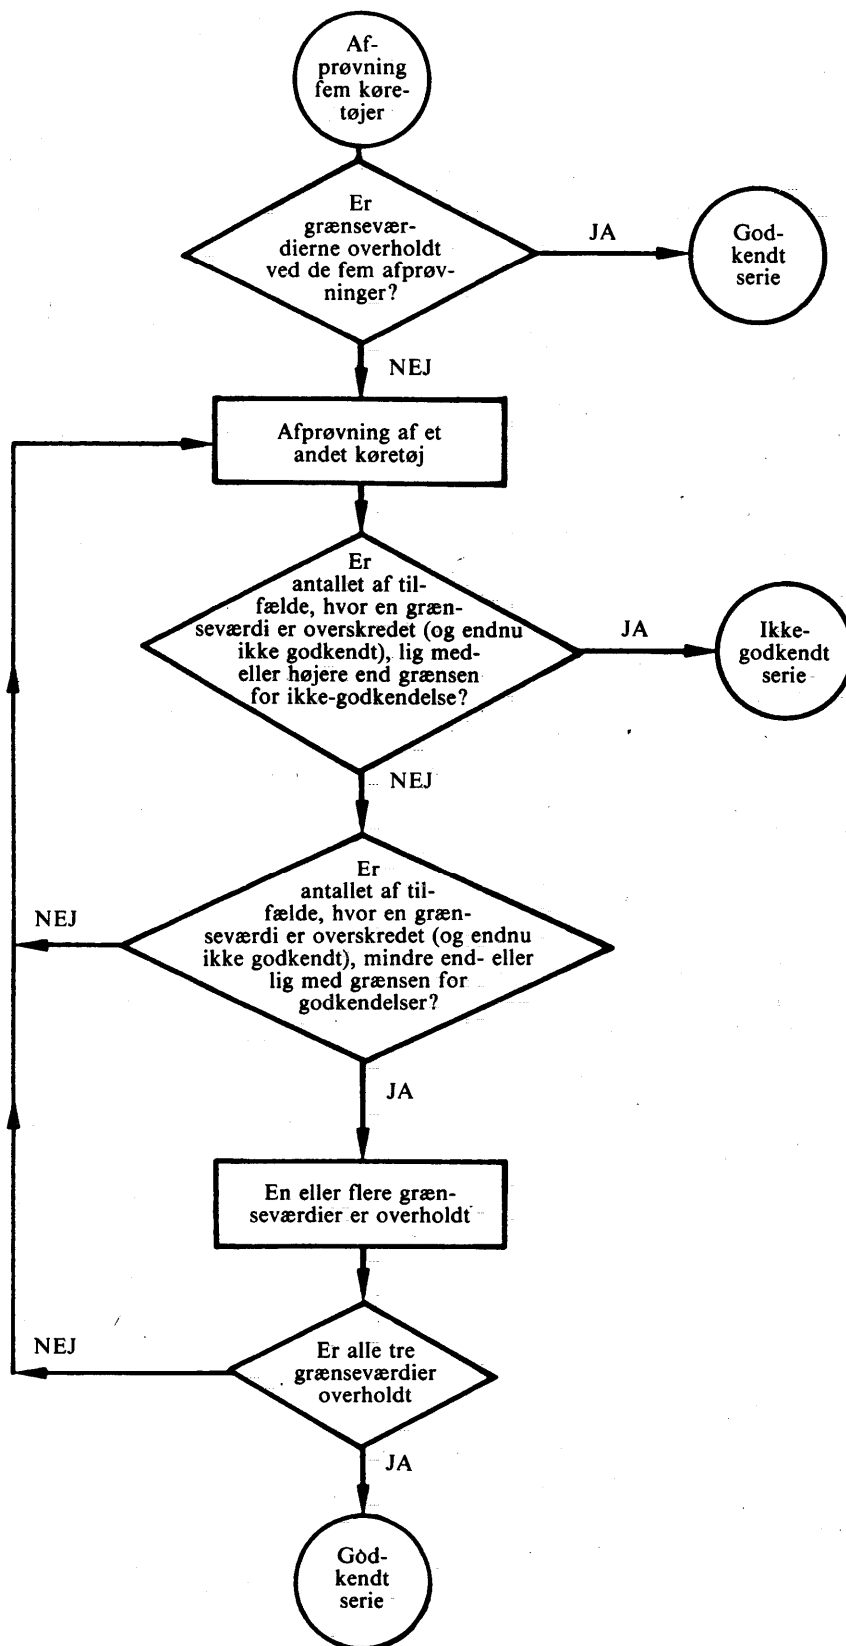 Af-
prøvning
fem køre-
tøjer
Er
grænsevær-
dierne overholdt
ved de fem afprøv-
ninger?
JA
God-
kendt
serie
NEJ
Afprøvning af et
andet køretøj
Er
antallet af til-
fælde, hvor en græn-
seværdi er overskredet (og endnu
ikke godkendt), lig med-
eller højere end grænsen
for ikke-godkendelse?
JA
Ikke-
godkendt
serie
NEJ
Er
antallet af til-
fælde, hvor en græn-
seværdi er overskredet (og endnu
ikke godkendt), mindre end- eller
lig med grænsen for
godkendelser?
NEJ
JA
En eller flere græn-
seværdier er overholdt
Er alle tre
grænseværdier
overholdt
NEJ
JA
God-
kendt
serie